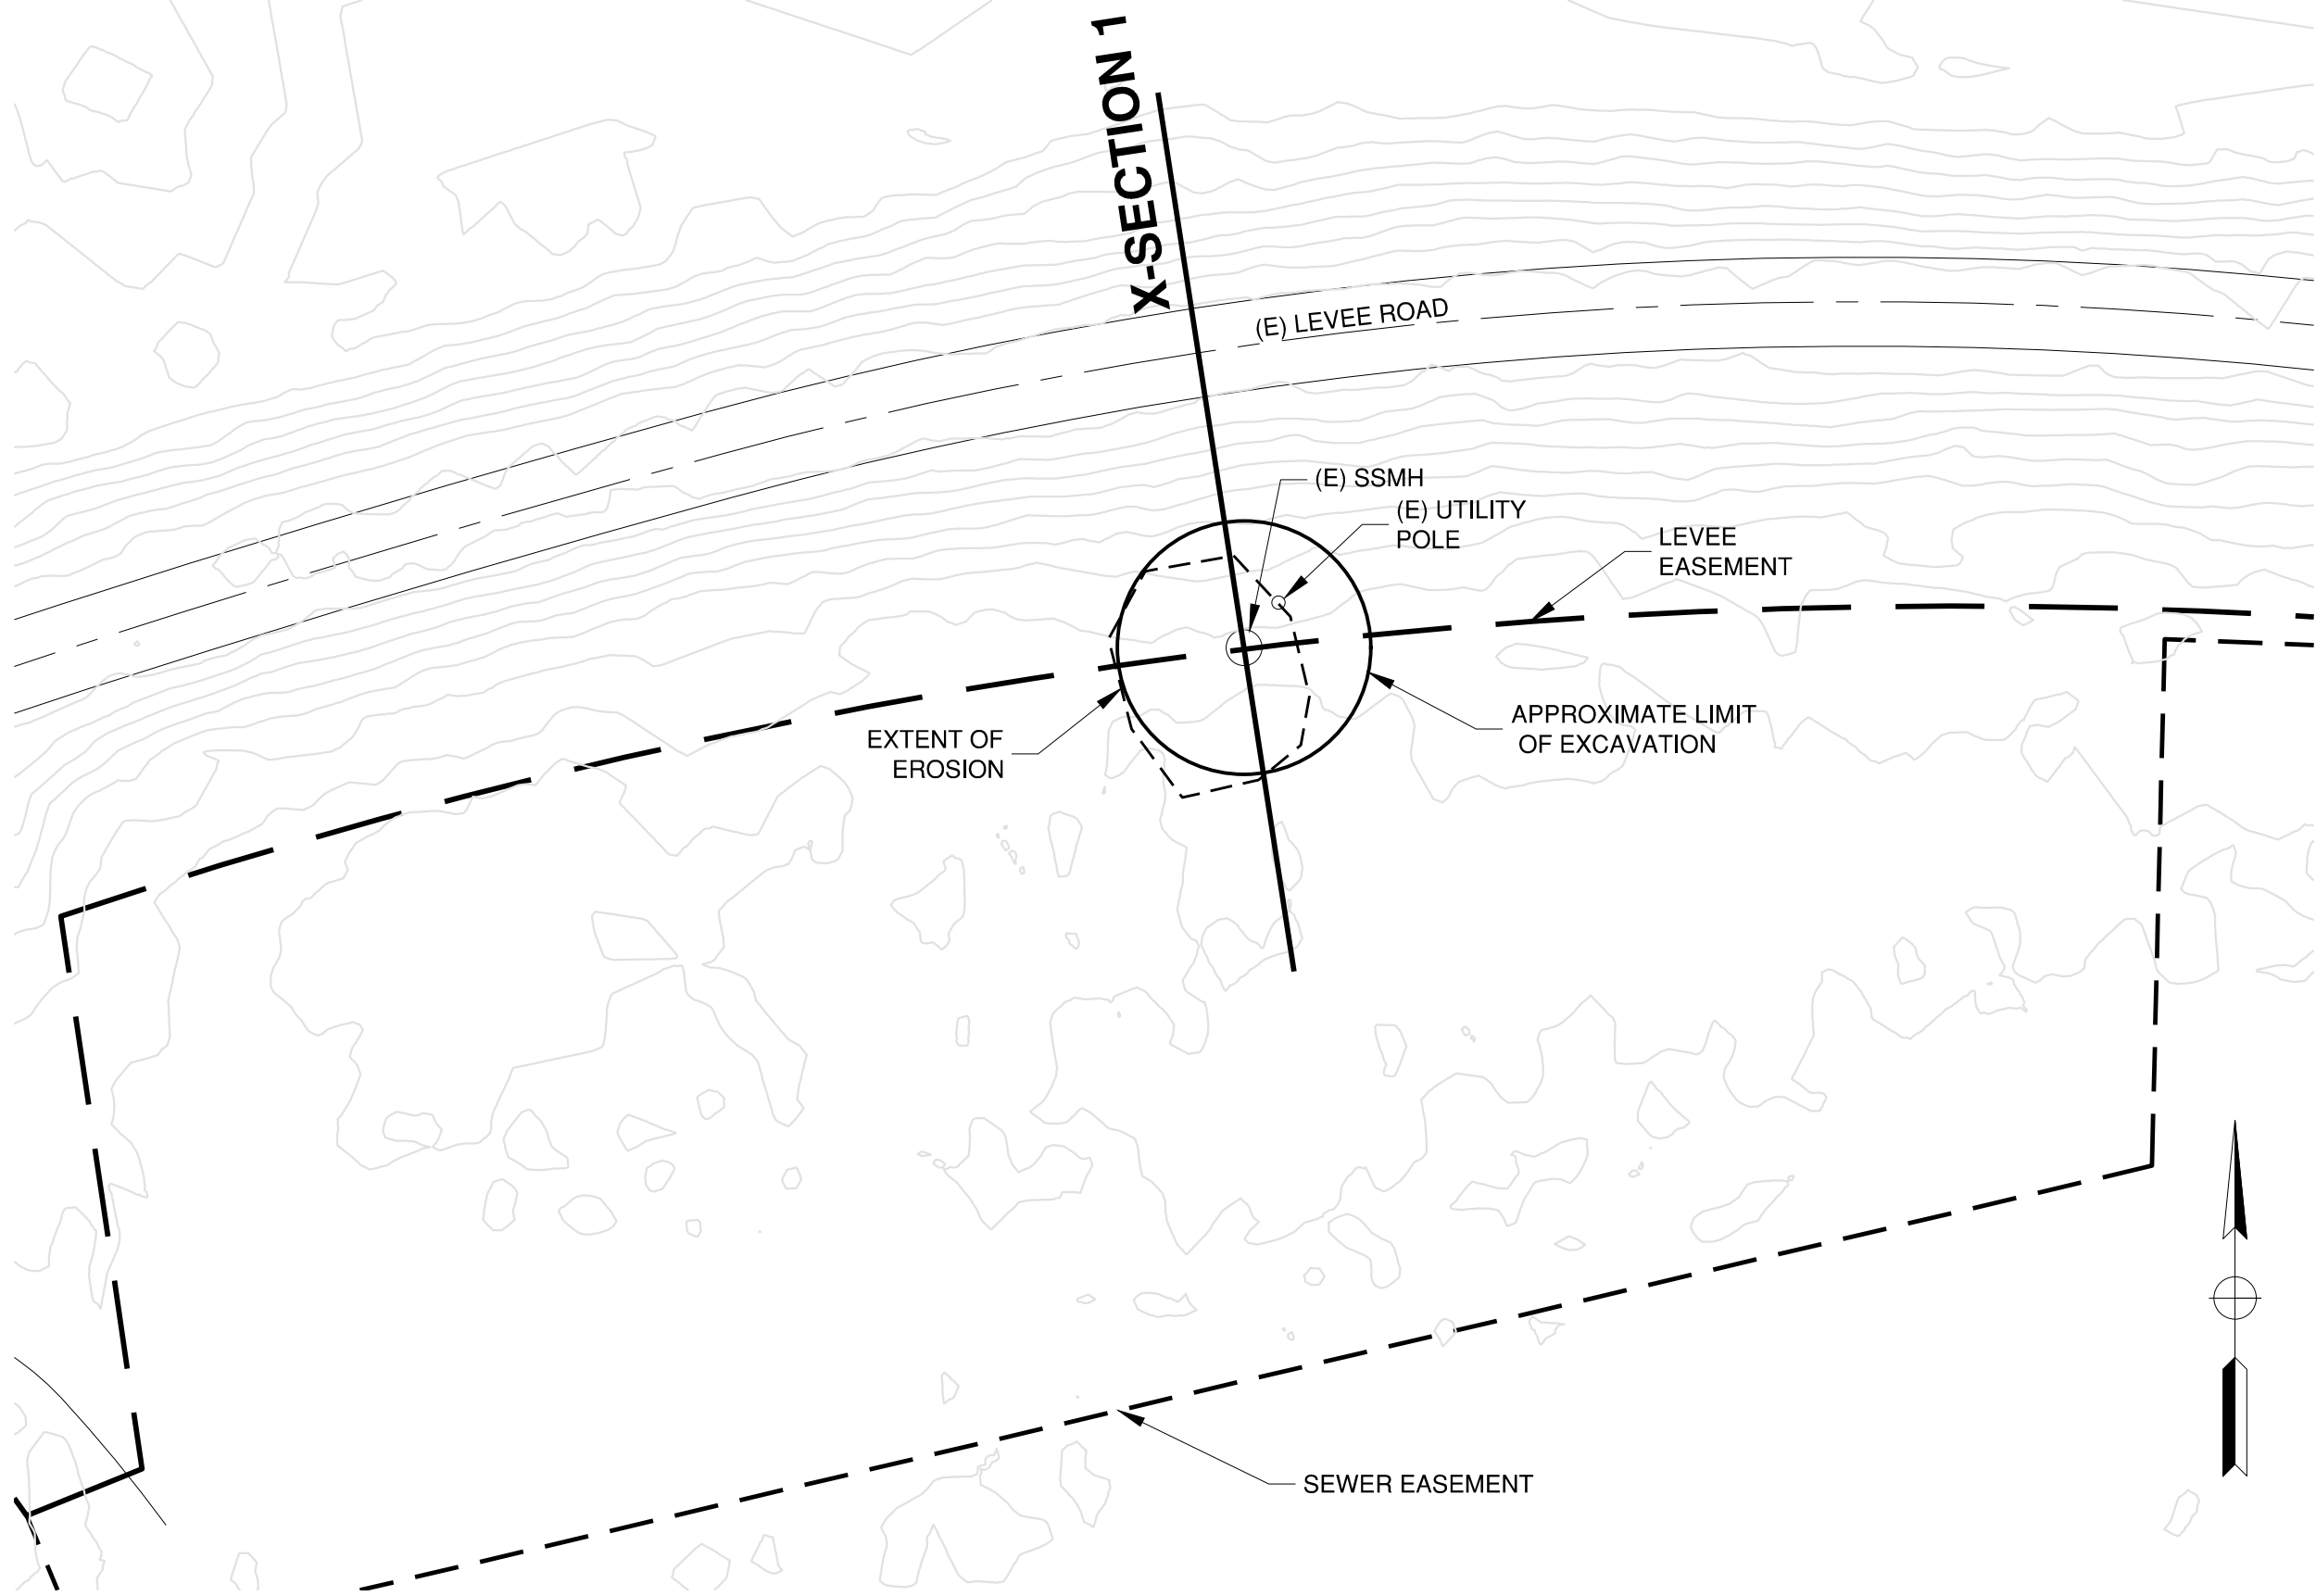 X-SECTION 1
(E) LEVEE ROAD
(E) SSMH
(E) UTILITY
POLE
LEVEE
EASEMENT
EXTENT OF
EROSION
APPROXIMATE LIMIT
OF EXCAVATION
SEWER EASEMENT